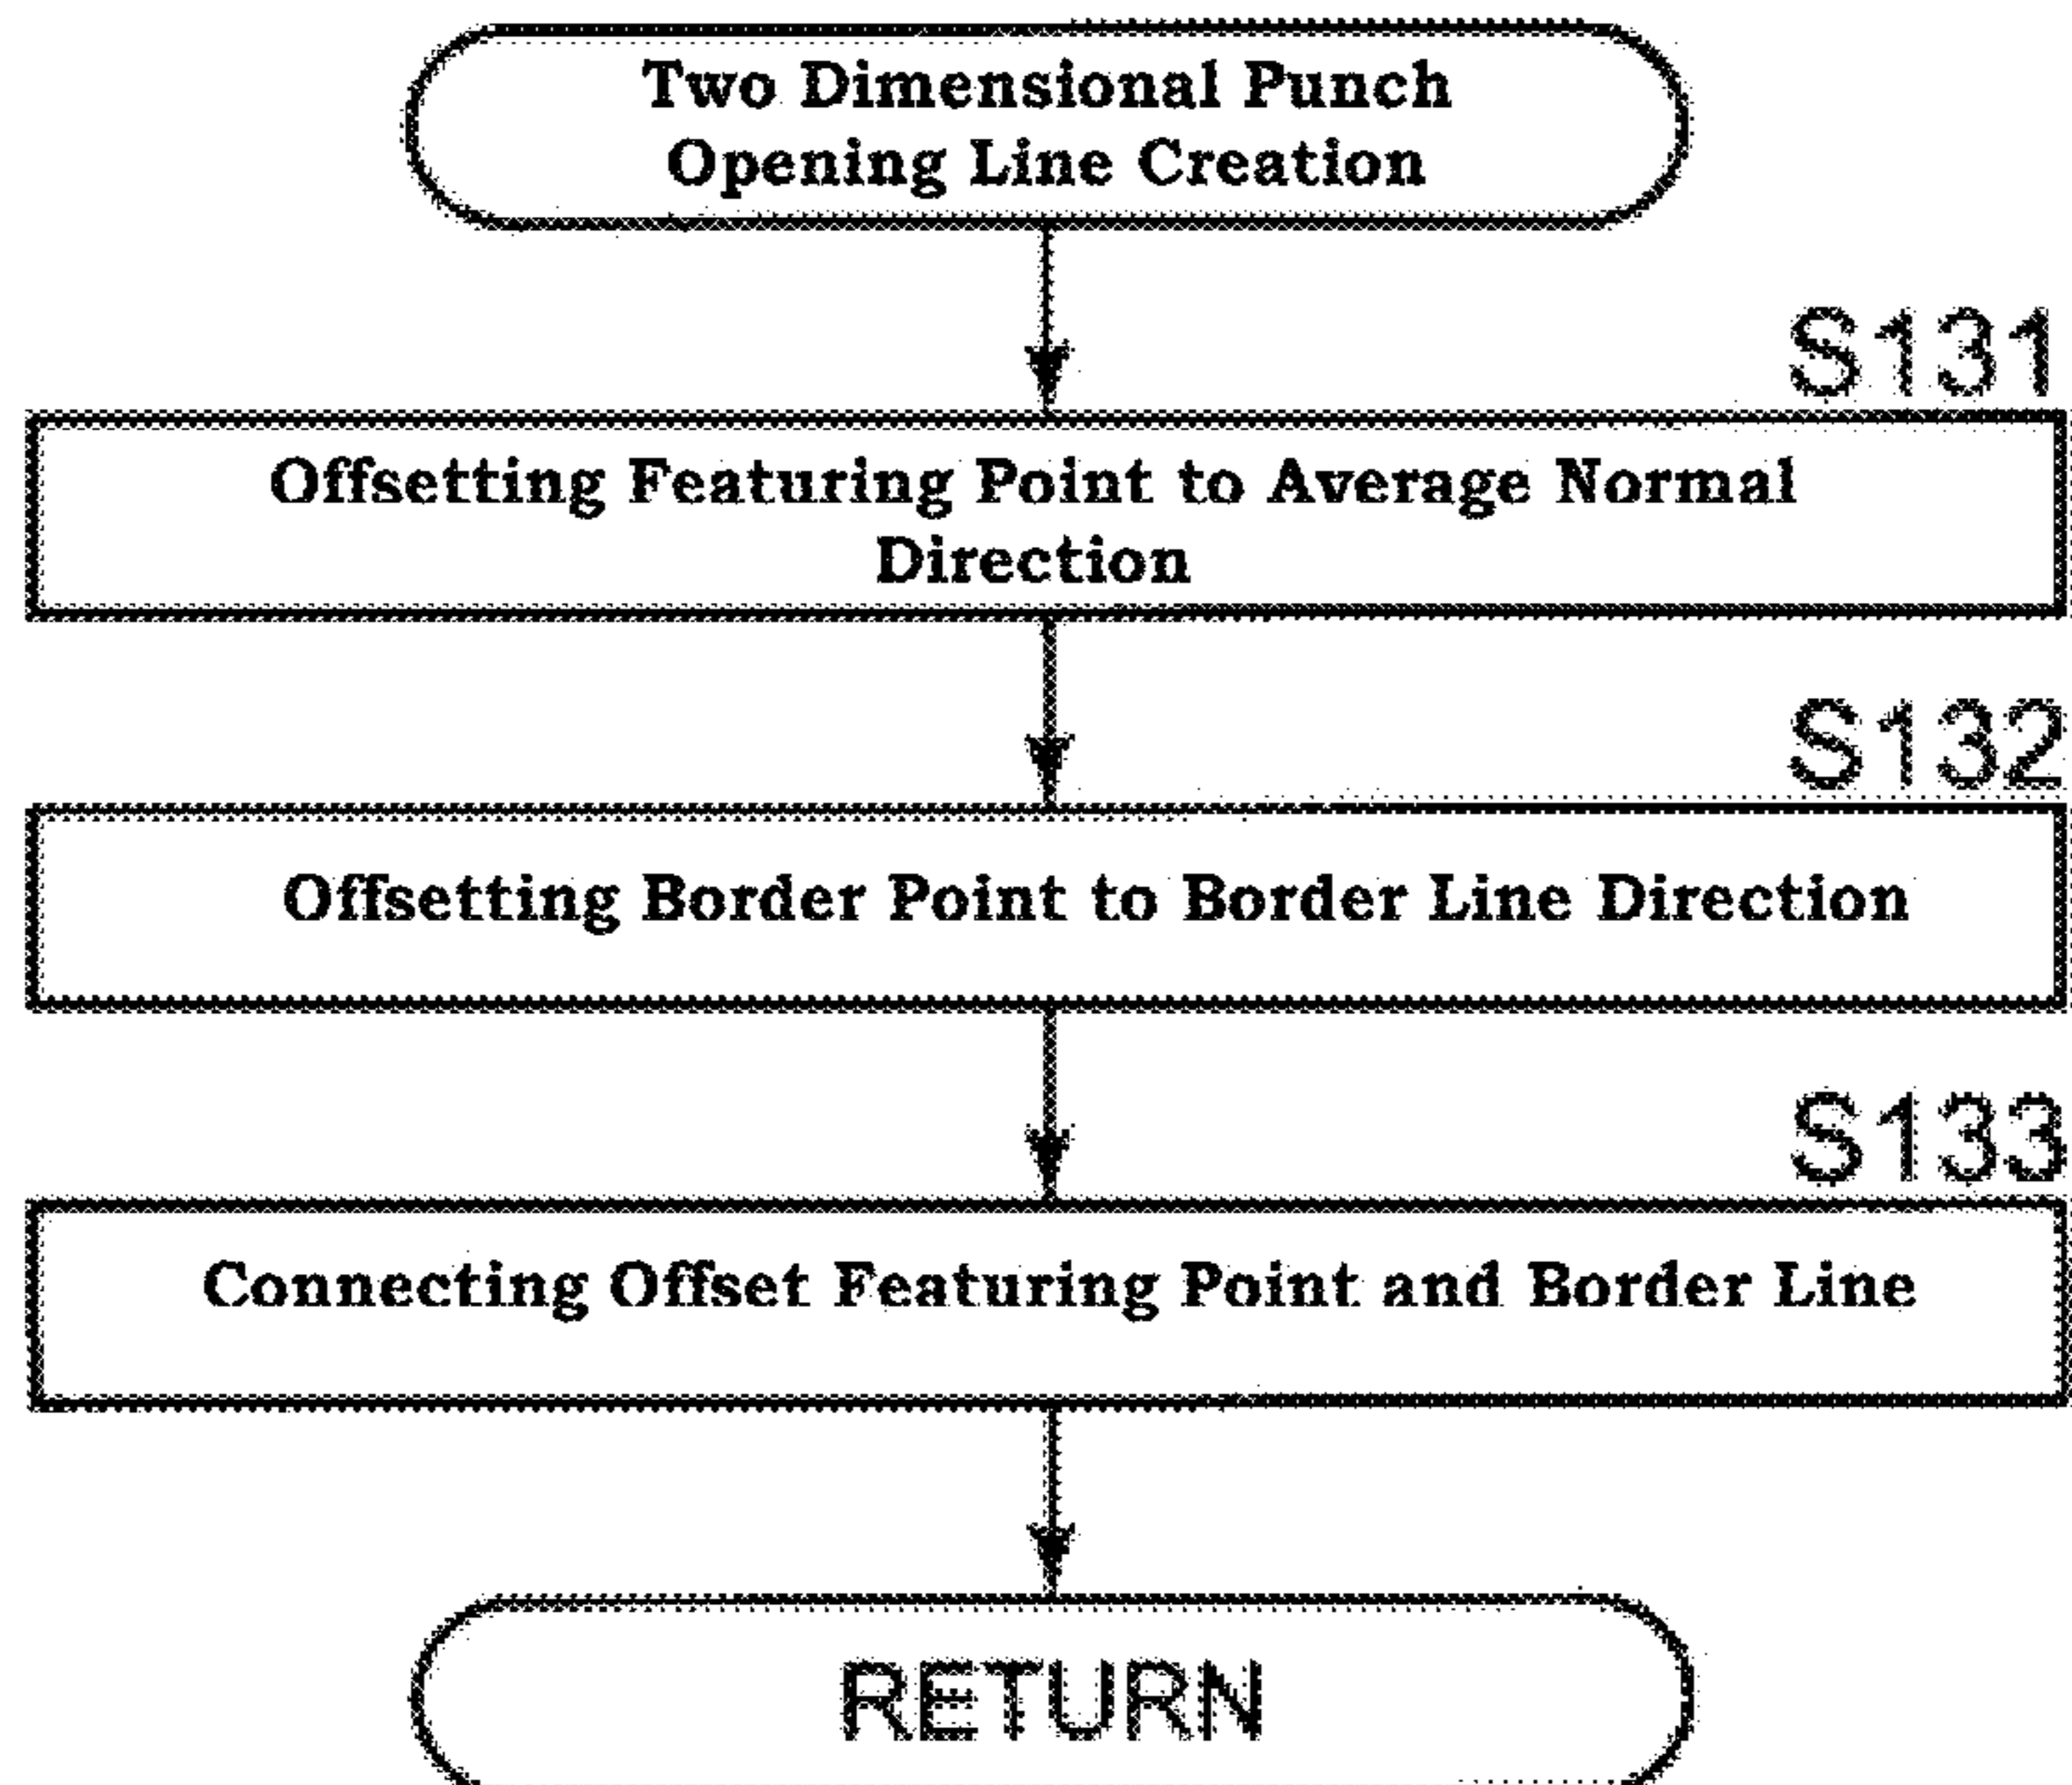 Two Dimensional Punch
Opening Line Creation
S131
Offsetting Featuring Point to Average Normal
Direction
S132
Offsetting Border Point to Border Line Direction
S133
Connecting Offset Featuring Point and Border Line
RETURN